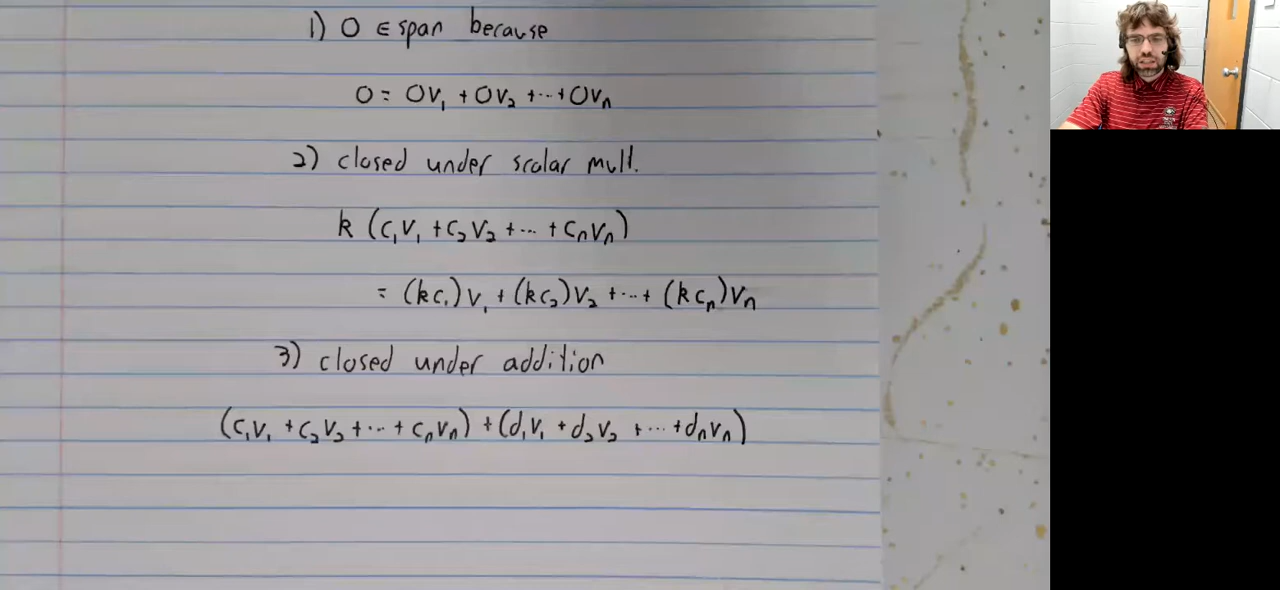 1) 0 ∈ span because
0 = 0v₁ + 0v₂ + ··· + 0vₙ
2) closed under scalar mult.
k (c₁v₁ + c₂v₂ + ··· + cₙvₙ)
= (kc₁)v₁ + (kc₂)v₂ + ··· + (kcₙ)vₙ
3) closed under addition
(c₁v₁ + c₂v₂ + ··· + cₙvₙ) + (d₁v₁ + d₂v₂ + ··· + dₙvₙ)